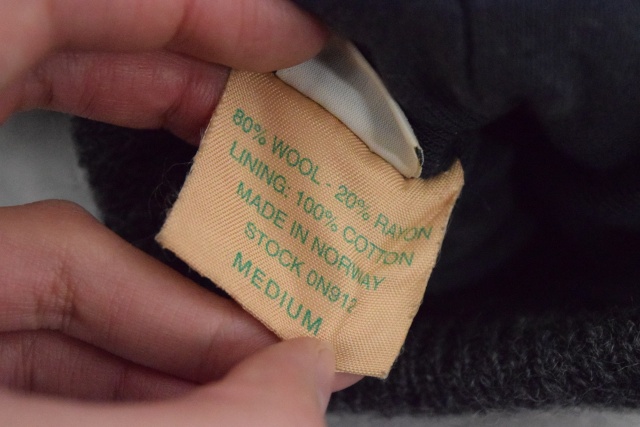 80% WOOL - 20% RAYON
LINING: 100% COTTON
MADE IN NORWAY
STOCK 0N912
MEDIUM